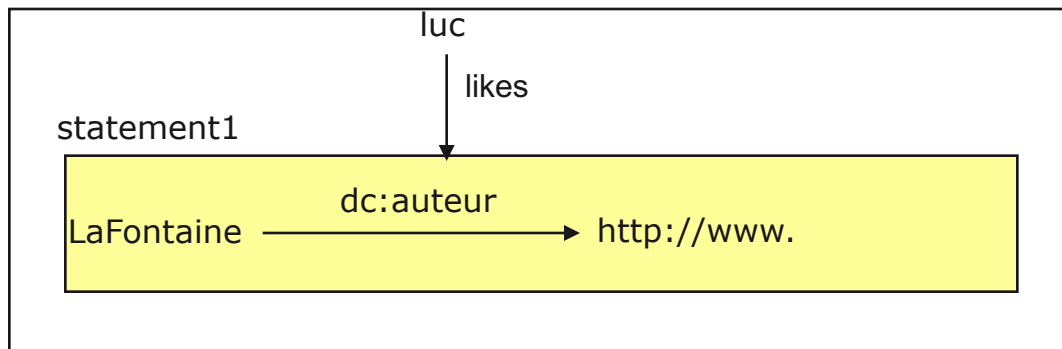 luc
likes
statement1
dc:auteur
LaFontaine http://www.